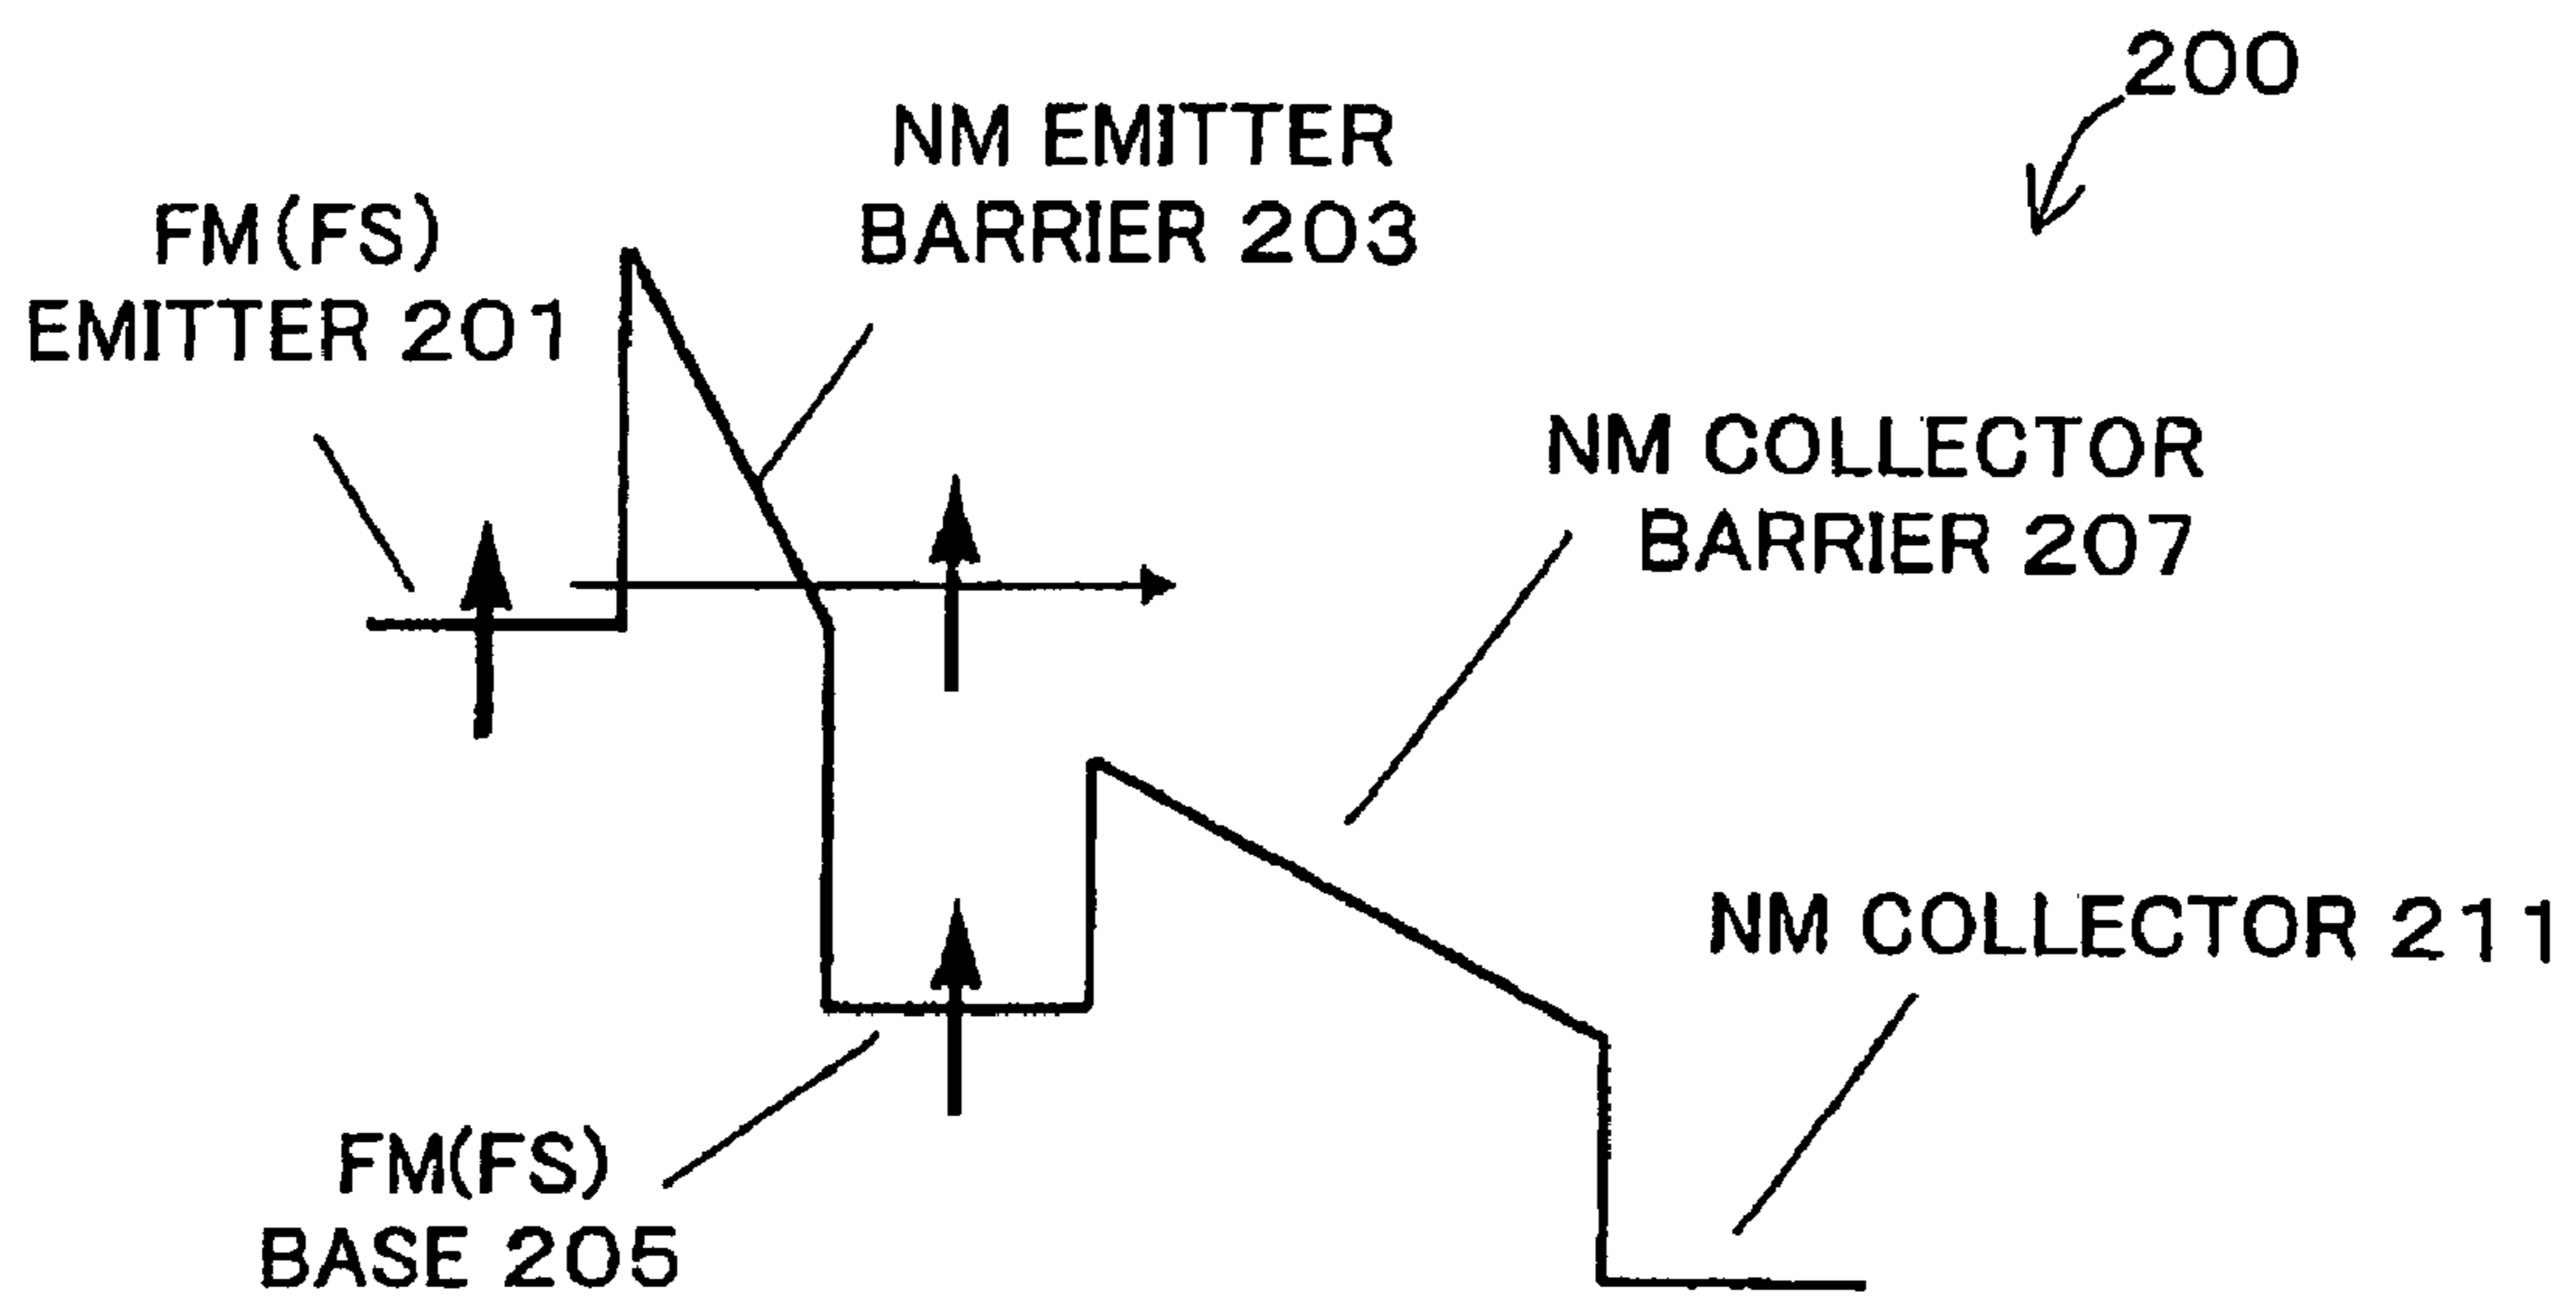 200
NM EMITTER
BARRIER 203
FM(FS)
EMITTER 201
NM COLLECTOR
BARRIER 207
NM COLLECTOR 211
FM(FS)
BASE 205